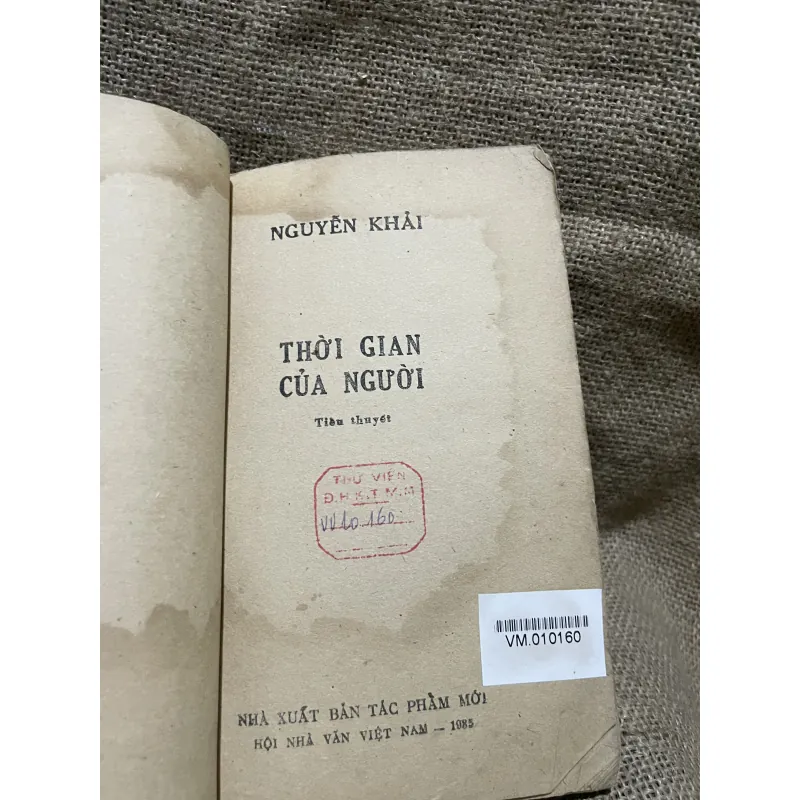 NGUYỄN KHẢI
THỜI GIAN
CỦA NGƯỜI
Tiểu thuyết
THƯ VIỆN
VV10 160
VM.010160
NHÀ XUẤT BẢN TÁC PHẨM MỚI
HỘI NHÀ VĂN VIỆT NAM — 1985